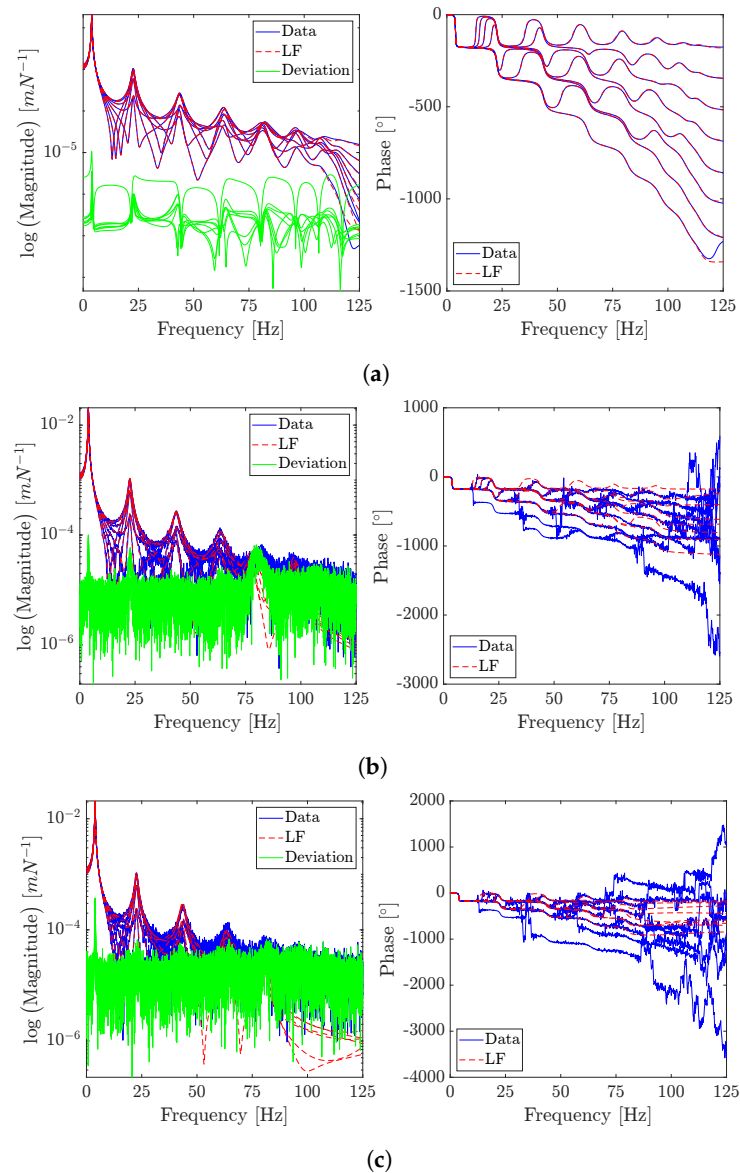 log (Magnitude) [mN⁻¹]
10⁻⁵
Data
LF
Deviation
0 25 50 75 100 125
Frequency [Hz]
Phase [°]
0
-500
-1000
-1500
Data
LF
0 25 50 75 100 125
Frequency [Hz]
(a)
log (Magnitude) [mN⁻¹]
10⁻²
10⁻⁴
10⁻⁶
Data
LF
Deviation
0 25 50 75 100 125
Frequency [Hz]
Phase [°]
1000
0
-1000
-2000
-3000
Data
LF
0 25 50 75 100 125
Frequency [Hz]
(b)
log (Magnitude) [mN⁻¹]
10⁻²
10⁻⁴
10⁻⁶
Data
LF
Deviation
0 25 50 75 100 125
Frequency [Hz]
Phase [°]
2000
1000
0
-1000
-2000
-3000
-4000
Data
LF
0 25 50 75 100 125
Frequency [Hz]
(c)